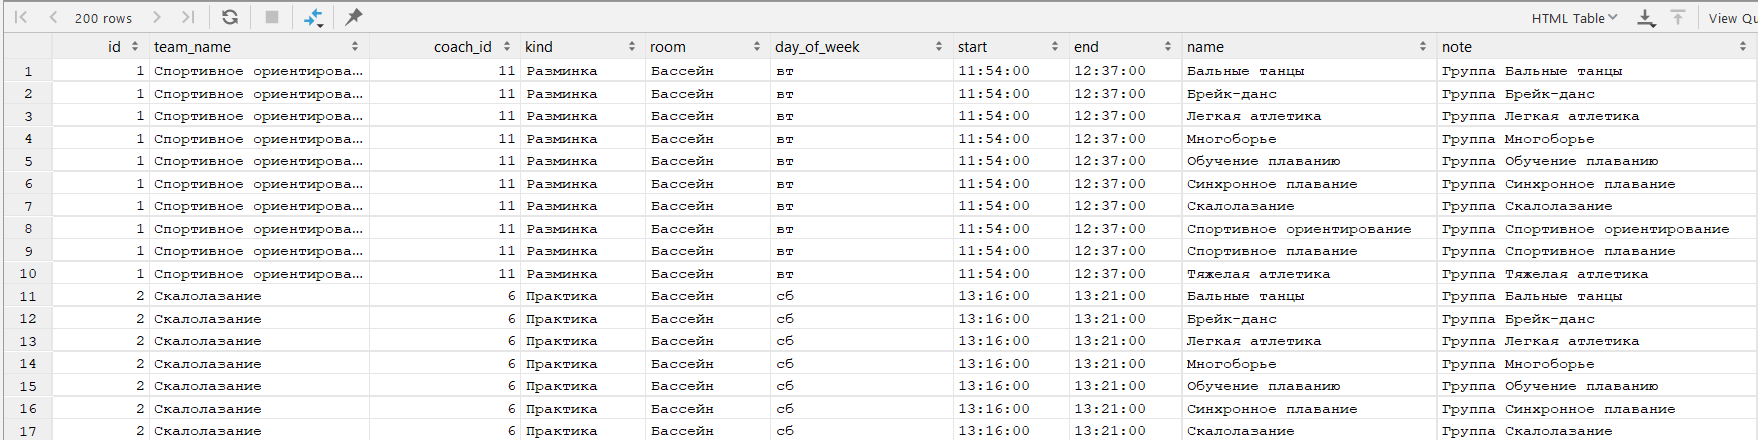 200 rows HTML Table View Qu
id team_name coach_id kind room day_of_week start end name note
1 1 Спортивное ориентирова… 11 Разминка Бассейн вт 11:54:00 12:37:00 Бальные танцы Группа Бальные танцы
2 1 Спортивное ориентирова… 11 Разминка Бассейн вт 11:54:00 12:37:00 Брейк-данс Группа Брейк-данс
3 1 Спортивное ориентирова… 11 Разминка Бассейн вт 11:54:00 12:37:00 Легкая атлетика Группа Легкая атлетика
4 1 Спортивное ориентирова… 11 Разминка Бассейн вт 11:54:00 12:37:00 Многоборье Группа Многоборье
5 1 Спортивное ориентирова… 11 Разминка Бассейн вт 11:54:00 12:37:00 Обучение плаванию Группа Обучение плаванию
6 1 Спортивное ориентирова… 11 Разминка Бассейн вт 11:54:00 12:37:00 Синхронное плавание Группа Синхронное плавание
7 1 Спортивное ориентирова… 11 Разминка Бассейн вт 11:54:00 12:37:00 Скалолазание Группа Скалолазание
8 1 Спортивное ориентирова… 11 Разминка Бассейн вт 11:54:00 12:37:00 Спортивное ориентирование Группа Спортивное ориентирование
9 1 Спортивное ориентирова… 11 Разминка Бассейн вт 11:54:00 12:37:00 Спортивное плавание Группа Спортивное плавание
10 1 Спортивное ориентирова… 11 Разминка Бассейн вт 11:54:00 12:37:00 Тяжелая атлетика Группа Тяжелая атлетика
11 2 Скалолазание 6 Практика Бассейн сб 13:16:00 13:21:00 Бальные танцы Группа Бальные танцы
12 2 Скалолазание 6 Практика Бассейн сб 13:16:00 13:21:00 Брейк-данс Группа Брейк-данс
13 2 Скалолазание 6 Практика Бассейн сб 13:16:00 13:21:00 Легкая атлетика Группа Легкая атлетика
14 2 Скалолазание 6 Практика Бассейн сб 13:16:00 13:21:00 Многоборье Группа Многоборье
15 2 Скалолазание 6 Практика Бассейн сб 13:16:00 13:21:00 Обучение плаванию Группа Обучение плаванию
16 2 Скалолазание 6 Практика Бассейн сб 13:16:00 13:21:00 Синхронное плавание Группа Синхронное плавание
17 2 Скалолазание 6 Практика Бассейн сб 13:16:00 13:21:00 Скалолазание Группа Скалолазание